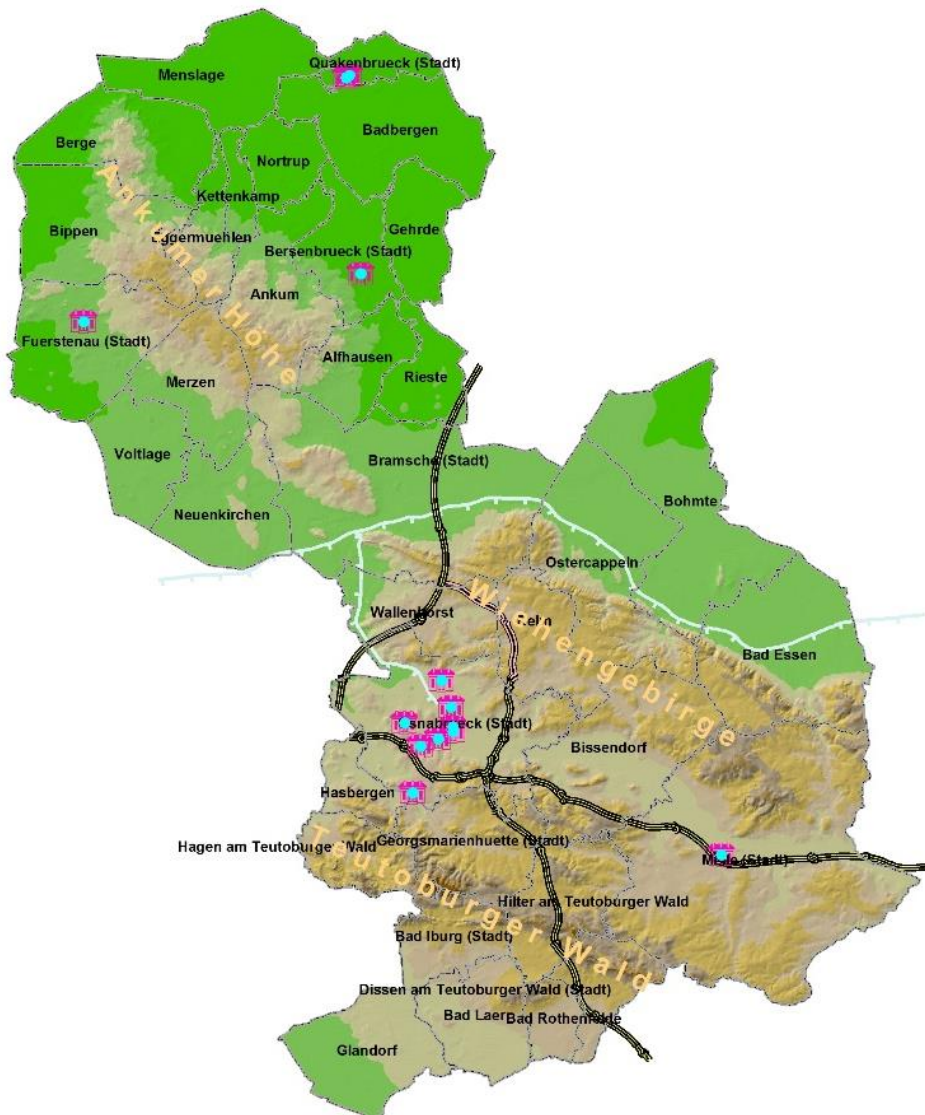 Quakenbrueck (Stadt)
Menslage
Badbergen
Berge
Nortrup
Kettenkamp
Gehrde
Bippen
Eggermuehlen
Bersenbrueck (Stadt)
Ankum
Ankumer Höhe
Fuerstenau (Stadt)
Alfhausen
Rieste
Merzen
Voltlage
Bramsche (Stadt)
Bohmte
Neuenkirchen
Ostercappeln
Wallenhorst
Wiehengebirge
Bad Essen
Osnabrueck (Stadt)
Bissendorf
Hasbergen
Georgsmarienhuette (Stadt)
Hagen am Teutoburger Wald
Teutoburger Wald
Melle (Stadt)
Hilter am Teutoburger Wald
Bad Iburg (Stadt)
Dissen am Teutoburger Wald (Stadt)
Bad Laer
Bad Rothenfelde
Glandorf